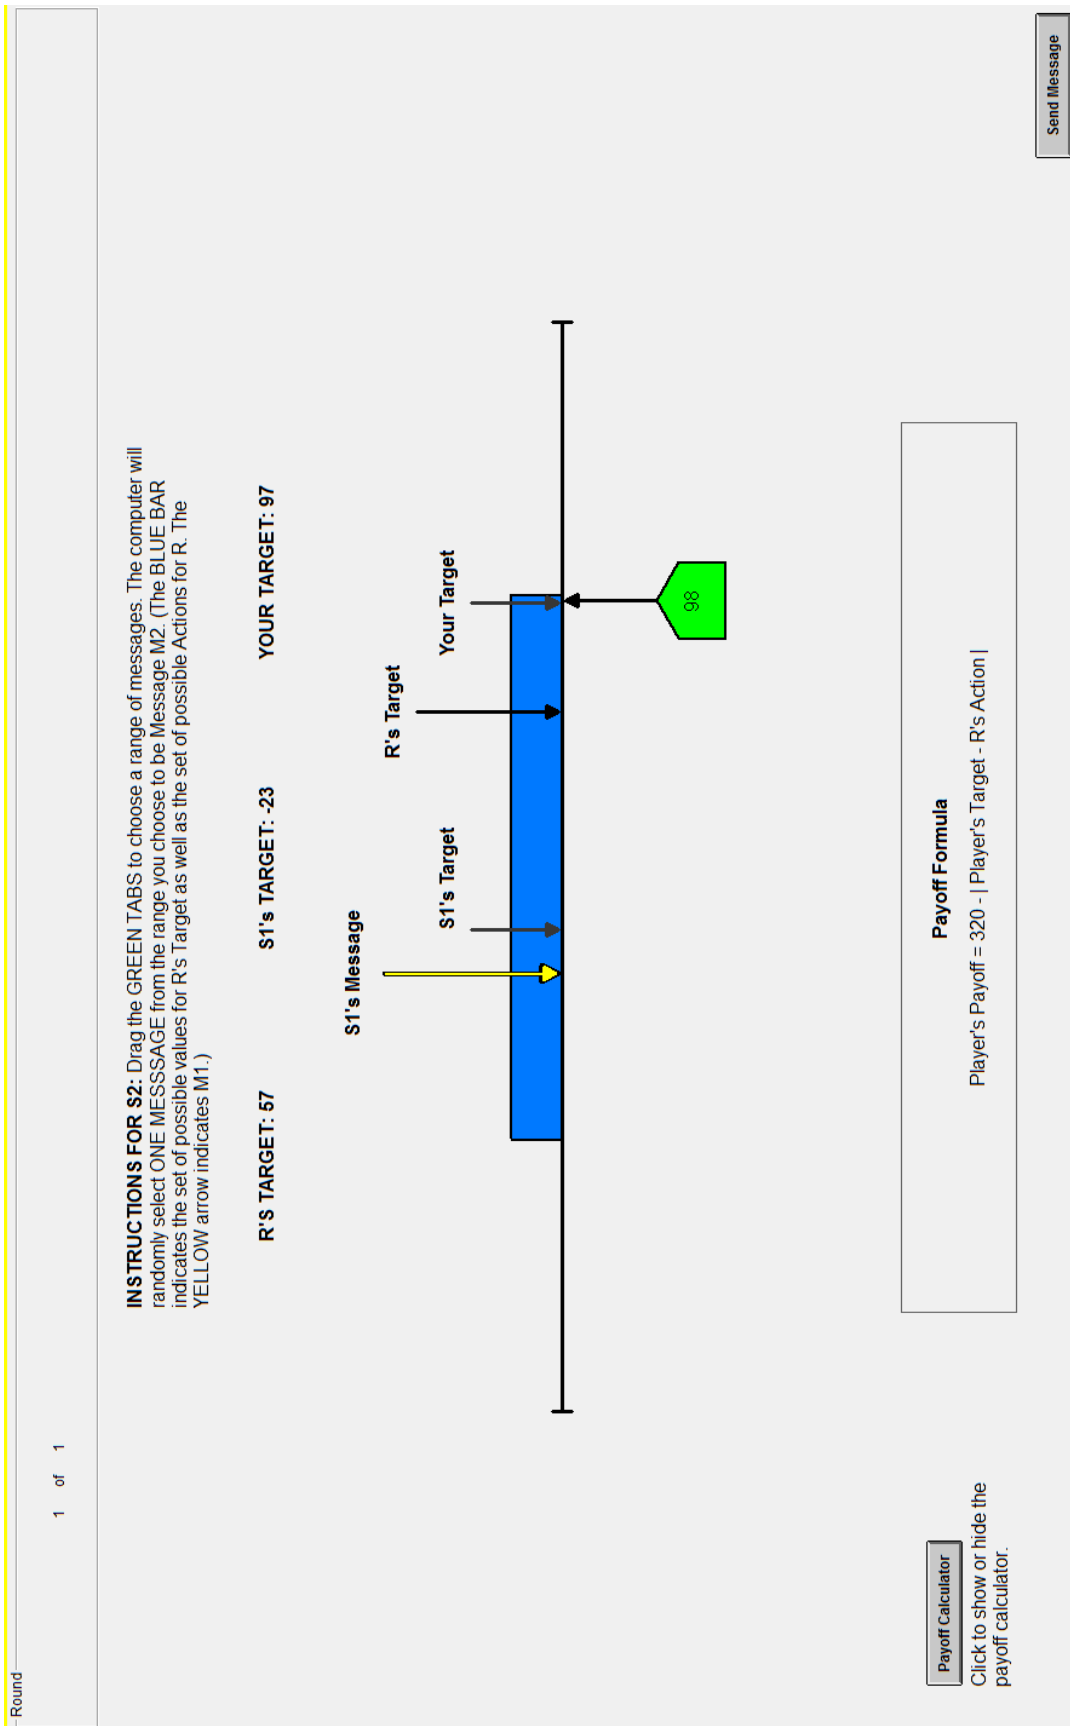 Round
1 of 1
INSTRUCTIONS FOR S2: Drag the GREEN TABS to choose a range of messages. The computer will
randomly select ONE MESSSAGE from the range you choose to be Message M2. (The BLUE BAR
indicates the set of possible values for R's Target as well as the set of possible Actions for R. The
YELLOW arrow indicates M1.)
R'S TARGET: 57
S1's TARGET: -23
YOUR TARGET: 97
S1's Message
R's Target
S1's Target
Your Target
98
Payoff Formula
Player's Payoff = 320 - | Player's Target - R's Action |
Payoff Calculator
Click to show or hide the
payoff calculator.
Send Message